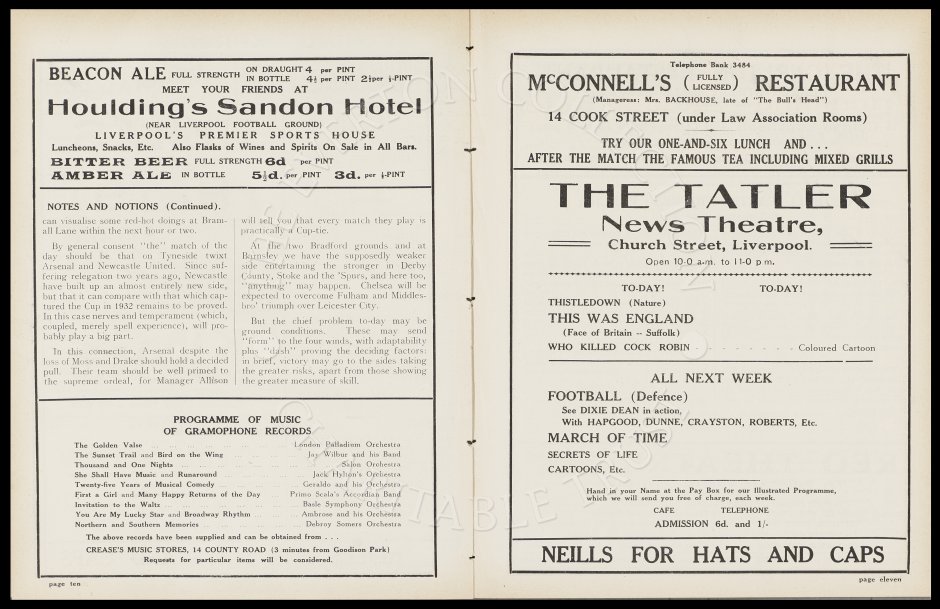 BEACON ALE FULL STRENGTH ON DRAUGHT 4 per PINT
IN BOTTLE 4½ per PINT 2½ per ½-PINT
MEET YOUR FRIENDS AT
Houlding's Sandon Hotel
(NEAR LIVERPOOL FOOTBALL GROUND)
LIVERPOOL'S PREMIER SPORTS HOUSE
Luncheons, Snacks, Etc. Also Flasks of Wines and Spirits On Sale in All Bars.
BITTER BEER FULL STRENGTH 6d per PINT
AMBER ALE IN BOTTLE 5½d. per PINT 3d. per ½-PINT
NOTES AND NOTIONS (Continued).
can visualise some red-hot doings at Bram-
all Lane within the next hour or two.
By general consent "the" match of the
day should be that on Tyneside twixt
Arsenal and Newcastle United. Since suf-
fering relegation two years ago, Newcastle
have built up an almost entirely new side,
but that it can compare with that which cap-
tured the Cup in 1932 remains to be proved.
In this case nerves and temperament (which,
coupled, merely spell experience), will pro-
bably play a big part.
In this connection, Arsenal despite the
loss of Moss and Drake should hold a decided
pull. Their team should be well primed to
the supreme ordeal, for Manager Allison
will tell you that every match they play is
practically a Cup-tie.
At the two Bradford grounds and at
Barnsley we have the supposedly weaker
side entertaining the stronger in Derby
County, Stoke and the 'Spurs, and here too,
"anything" may happen. Chelsea will be
expected to overcome Fulham and Middles-
bro' triumph over Leicester City.
But the chief problem to-day may be
ground conditions. These may send
"form" to the four winds, with adaptability
plus "dash" proving the deciding factors:
in brief, victory may go to the sides taking
the greater risks, apart from those showing
the greater measure of skill.
PROGRAMME OF MUSIC
OF GRAMOPHONE RECORDS
The Golden Valse ... London Palladium Orchestra
The Sunset Trail and Bird on the Wing ... Jay Wilbur and his Band
Thousand and One Nights ... Salon Orchestra
She Shall Have Music and Runaround ... Jack Hylton's Orchestra
Twenty-five Years of Musical Comedy ... Geraldo and his Orchestra
First a Girl and Many Happy Returns of the Day ... Primo Scala's Accordian Band
Invitation to the Waltz ... Basle Symphony Orchestra
You Are My Lucky Star and Broadway Rhythm ... Ambrose and his Orchestra
Northern and Southern Memories ... Debroy Somers Orchestra
The above records have been supplied and can be obtained from . . .
CREASE'S MUSIC STORES, 14 COUNTY ROAD (3 minutes from Goodison Park)
Requests for particular items will be considered.
page ten
Telephone Bank 3484
McCONNELL'S (FULLY LICENSED) RESTAURANT
(Manageress: Mrs. BACKHOUSE, late of "The Bull's Head")
14 COOK STREET (under Law Association Rooms)
TRY OUR ONE-AND-SIX LUNCH AND . . .
AFTER THE MATCH THE FAMOUS TEA INCLUDING MIXED GRILLS
THE TATLER
News Theatre,
Church Street, Liverpool.
Open 10-0 a.m. to 11-0 p.m.
TO-DAY! TO-DAY!
THISTLEDOWN (Nature)
THIS WAS ENGLAND
(Face of Britain -- Suffolk)
WHO KILLED COCK ROBIN - - - - - - - - - Coloured Cartoon
ALL NEXT WEEK
FOOTBALL (Defence)
See DIXIE DEAN in action,
With HAPGOOD, DUNNE, CRAYSTON, ROBERTS, Etc.
MARCH OF TIME
SECRETS OF LIFE
CARTOONS, Etc.
Hand in your Name at the Pay Box for our Illustrated Programme,
which we will send you free of charge, each week.
CAFE TELEPHONE
ADMISSION 6d. and 1/-
NEILLS FOR HATS AND CAPS
page eleven